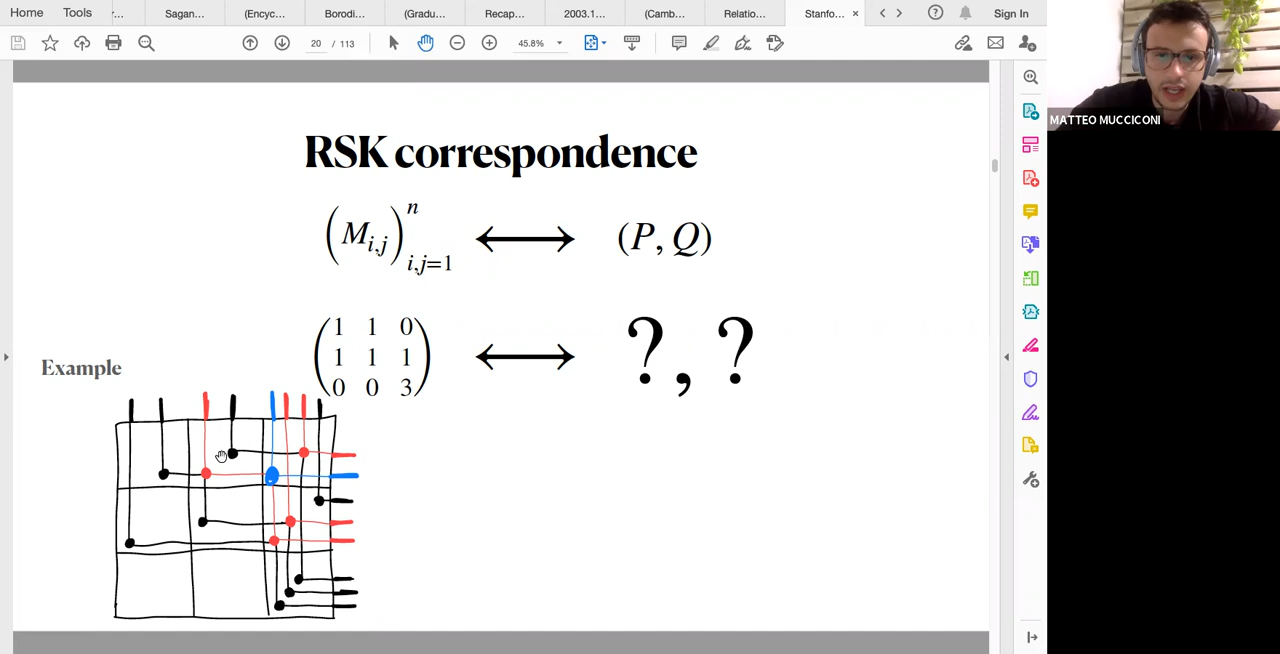 Home Tools ...r... Sagan... (Encyc... Borodi... (Gradu... Recap... 2003.1... (Camb... Relatio... Stanfo... × Sign In
20 / 113 45.8%
MATTEO MUCCICONI
RSK correspondence
(M_{i,j})_{i,j=1}^{n} ⟷ (P, Q)
1 1 0
1 1 1 ⟷ ?, ?
0 0 3
Example